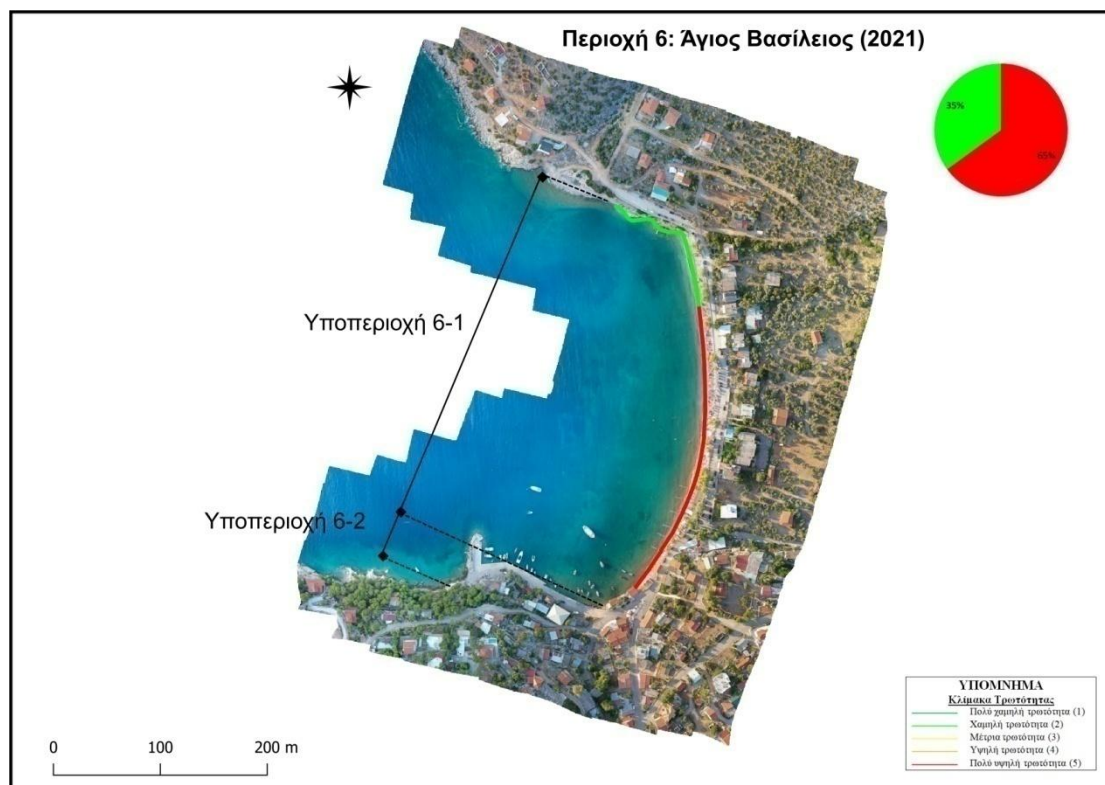 Περιοχή 6: Άγιος Βασίλειος (2021)
35%
65%
Υποπεριοχή 6-1
Υποπεριοχή 6-2
ΥΠΟΜΝΗΜΑ
Κλίμακα Τρωτότητας
Πολύ χαμηλή τρωτότητα (1)
Χαμηλή τρωτότητα (2)
Μέτρια τρωτότητα (3)
Υψηλή τρωτότητα (4)
Πολύ υψηλή τρωτότητα (5)
0 100 200 m